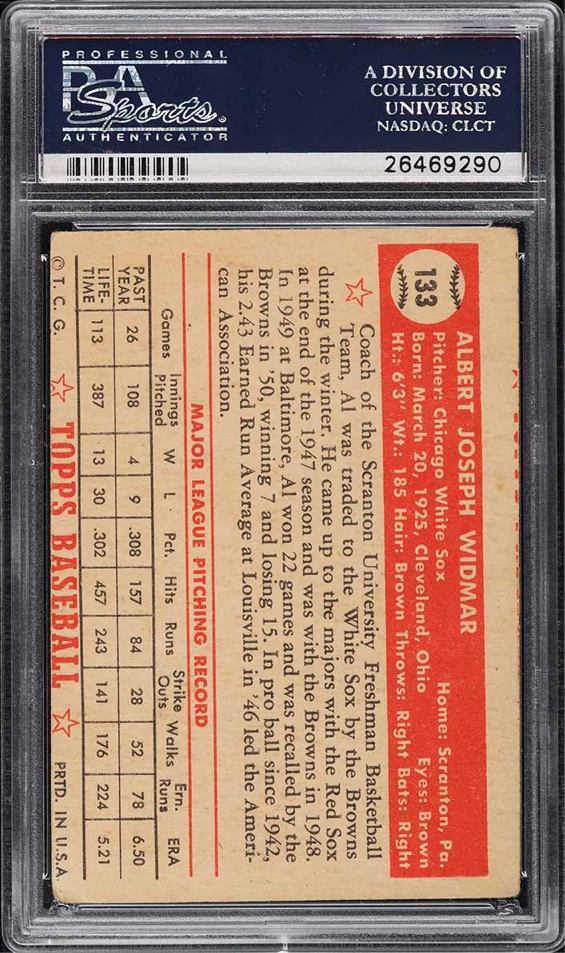 PROFESSIONAL
PSA
Sports
AUTHENTICATOR
A DIVISION OF
COLLECTORS
UNIVERSE
NASDAQ: CLCT
26469290
133
ALBERT JOSEPH WIDMAR
Pitcher: Chicago White Sox Home: Scranton, Pa.
Born: March 20, 1925, Cleveland, Ohio Eyes: Brown
Ht.: 6'3" Wt.: 185 Hair: Brown Throws: Right Bats: Right
Coach of the Scranton University Freshman Basketball
Team, Al was traded to the White Sox by the Browns
during the winter. He came up to the majors with the Red Sox
at the end of the 1947 season and was with the Browns in 1948.
In 1949 at Baltimore, Al won 22 games and was recalled by the
Browns in '50, winning 7 and losing 15. In pro ball since 1942,
his 2.43 Earned Run Average at Louisville in '46 led the Ameri-
can Association.
MAJOR LEAGUE PITCHING RECORD
Games Innings Pitched W L Pct. Hits Runs Strike Outs Walks Ern. Runs ERA
PAST YEAR 26 108 4 9 .308 157 84 28 52 78 6.50
LIFE-TIME 113 387 13 30 .302 457 243 141 176 224 5.21
© T. C. G. TOPPS BASEBALL PRTD. IN U.S.A